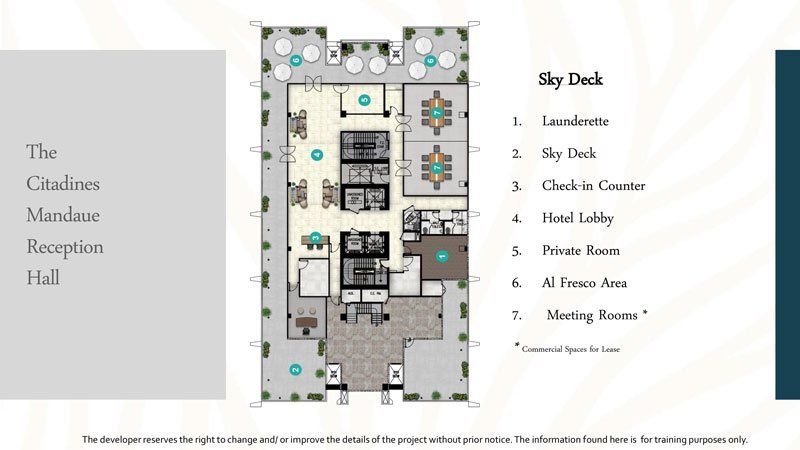 The
Citadines
Mandaue
Reception
Hall
Sky Deck
1. Launderette
2. Sky Deck
3. Check-in Counter
4. Hotel Lobby
5. Private Room
6. Al Fresco Area
7. Meeting Rooms *
* Commercial Spaces for Lease
6
6
5
7
4
7
3
1
2
The developer reserves the right to change and/ or improve the details of the project without prior notice. The information found here is for training purposes only.